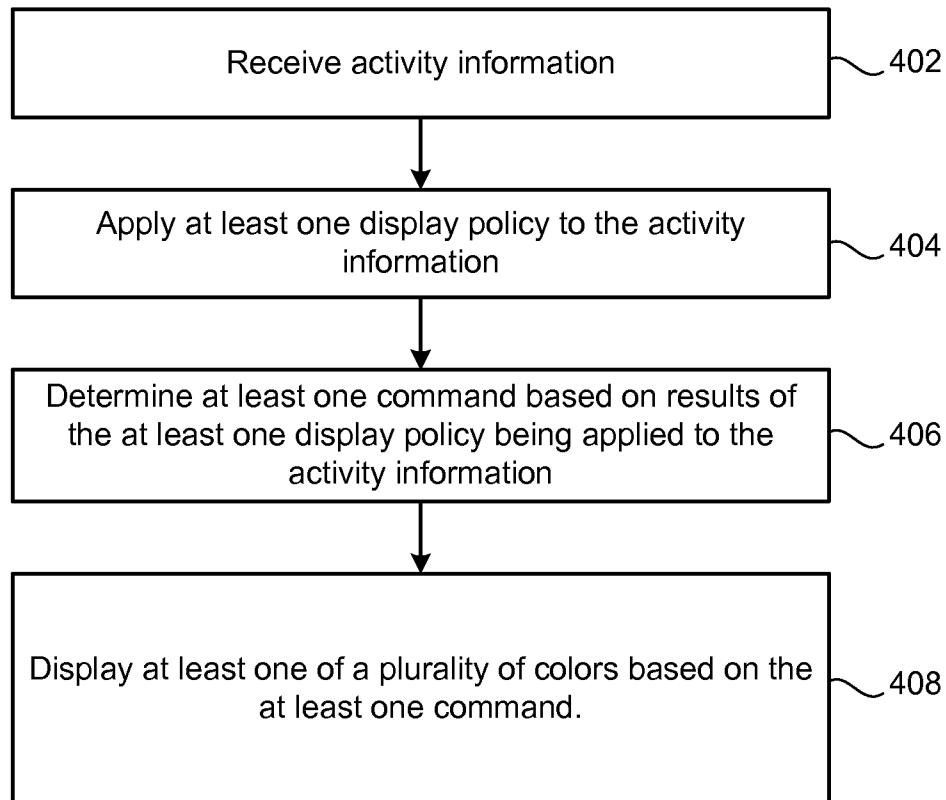 Receive activity information
402
Apply at least one display policy to the activity
information
404
Determine at least one command based on results of
the at least one display policy being applied to the
activity information
406
Display at least one of a plurality of colors based on the
at least one command.
408